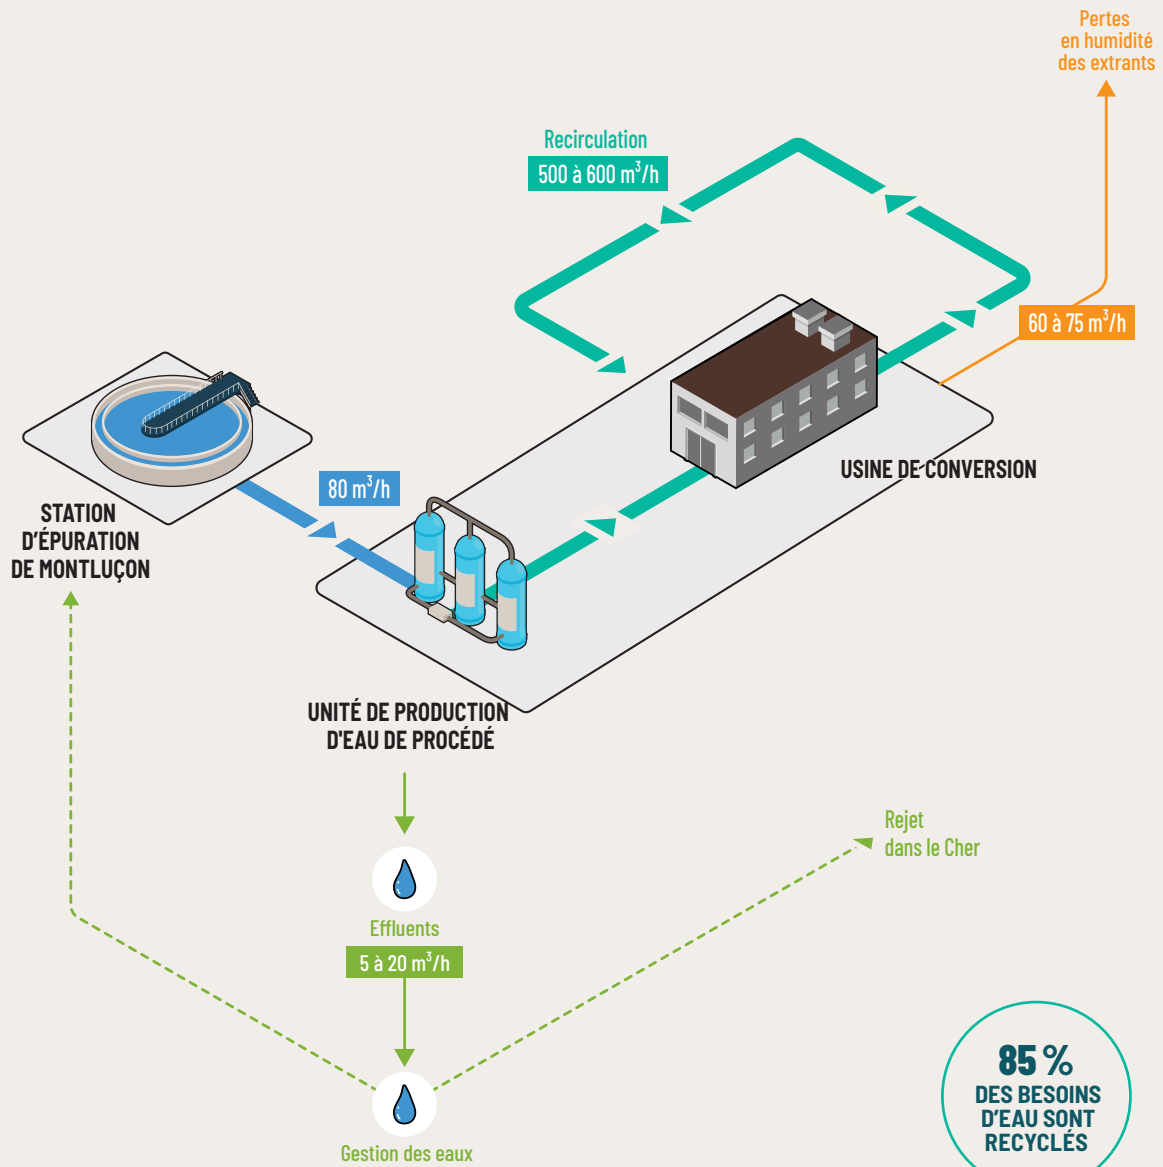 Pertes
en humidité
des extrants
Recirculation
500 à 600 m³/h
60 à 75 m³/h
USINE DE CONVERSION
80 m³/h
STATION
D'ÉPURATION
DE MONTLUÇON
UNITÉ DE PRODUCTION
D'EAU DE PROCÉDÉ
Rejet
dans le Cher
Effluents
5 à 20 m³/h
85 %
DES BESOINS
D'EAU SONT
RECYCLÉS
Gestion des eaux